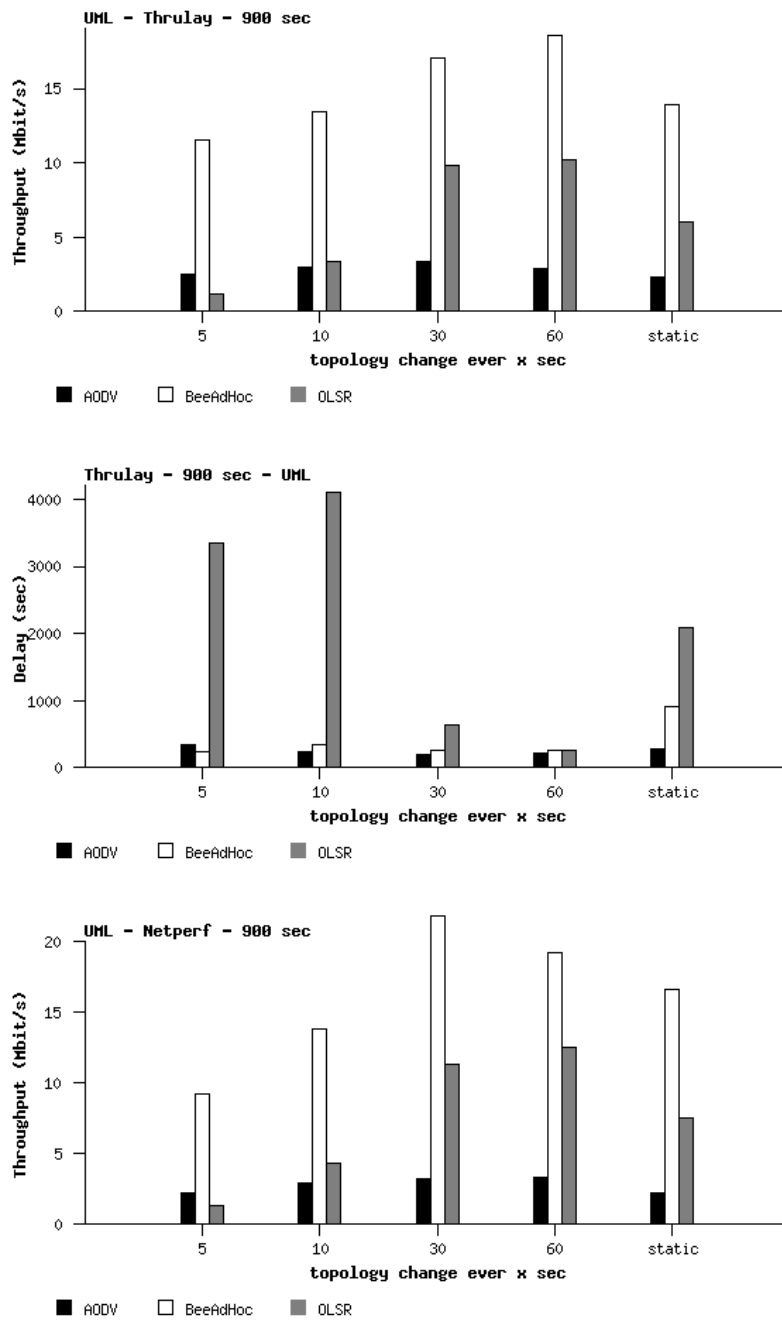 UML - Thrulay - 900 sec
Throughput (Mbit/s)
15
10
5
0
5 10 30 60 static
topology change ever x sec
AODV BeeAdHoc OLSR
Thrulay - 900 sec - UML
Delay (sec)
4000
3000
2000
1000
0
5 10 30 60 static
topology change ever x sec
AODV BeeAdHoc OLSR
UML - Netperf - 900 sec
Throughput (Mbit/s)
20
15
10
5
0
5 10 30 60 static
topology change ever x sec
AODV BeeAdHoc OLSR